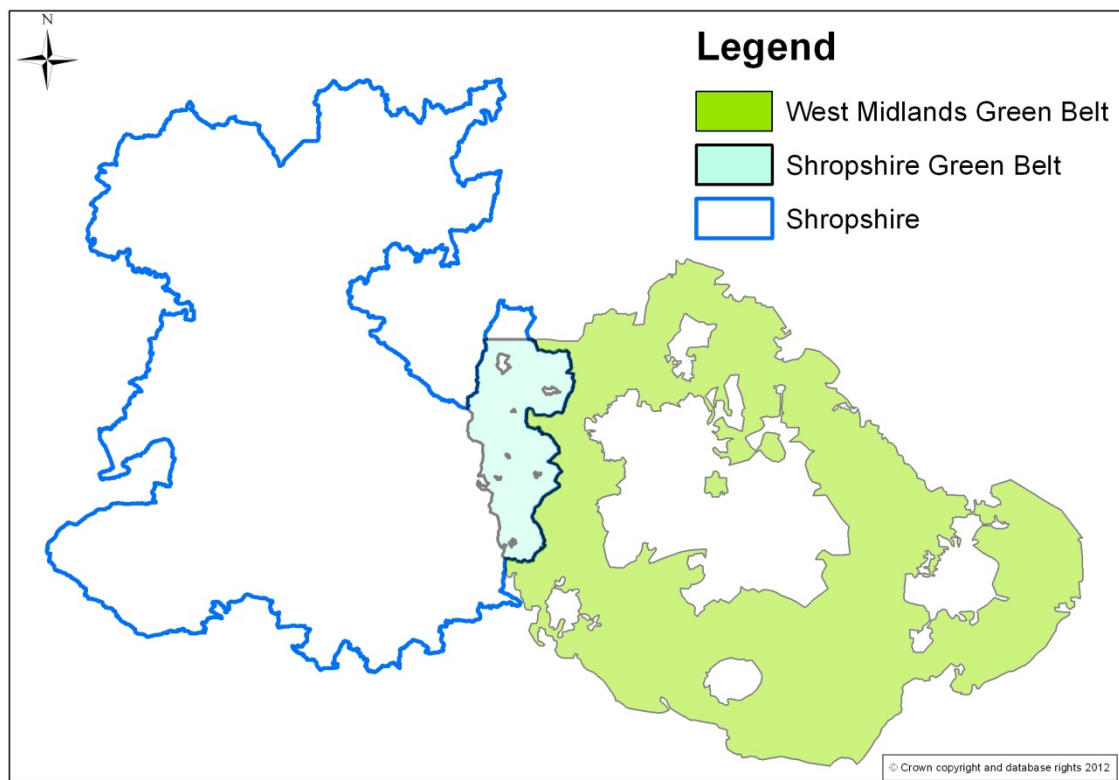 N
Legend
West Midlands Green Belt
Shropshire Green Belt
Shropshire
© Crown copyright and database rights 2012